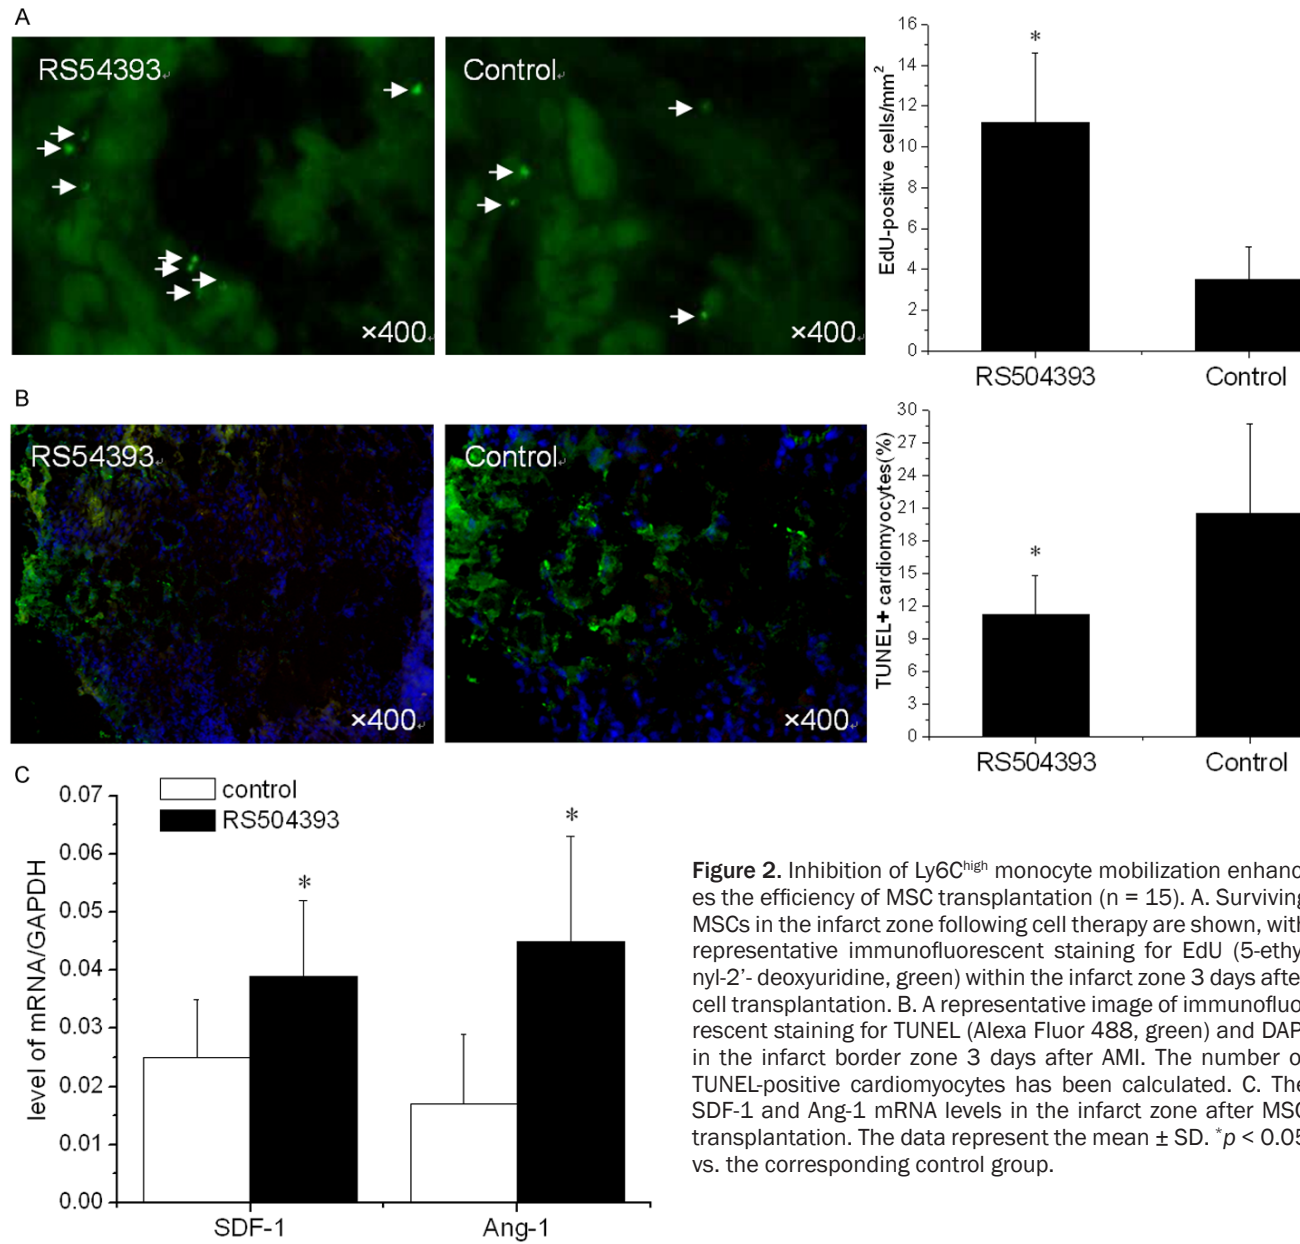 A
RS54393
×400
Control
×400
16
14
12
10
8
6
4
2
0
EdU-positive cells/mm²
*
RS504393
Control
B
RS54393
×400
Control
×400
30
27
24
21
18
15
12
9
6
3
0
TUNEL+ cardiomyocytes(%)
*
RS504393
Control
C
control
RS504393
0.07
0.06
0.05
0.04
0.03
0.02
0.01
0.00
level of mRNA/GAPDH
*
*
SDF-1
Ang-1
Figure 2. Inhibition of Ly6Chigh monocyte mobilization enhanc-
es the efficiency of MSC transplantation (n = 15). A. Surviving
MSCs in the infarct zone following cell therapy are shown, with
representative immunofluorescent staining for EdU (5-ethy-
nyl-2’- deoxyuridine, green) within the infarct zone 3 days after
cell transplantation. B. A representative image of immunofluo-
rescent staining for TUNEL (Alexa Fluor 488, green) and DAP
in the infarct border zone 3 days after AMI. The number o
TUNEL-positive cardiomyocytes has been calculated. C. The
SDF-1 and Ang-1 mRNA levels in the infarct zone after MSC
transplantation. The data represent the mean ± SD. *p < 0.05
vs. the corresponding control group.